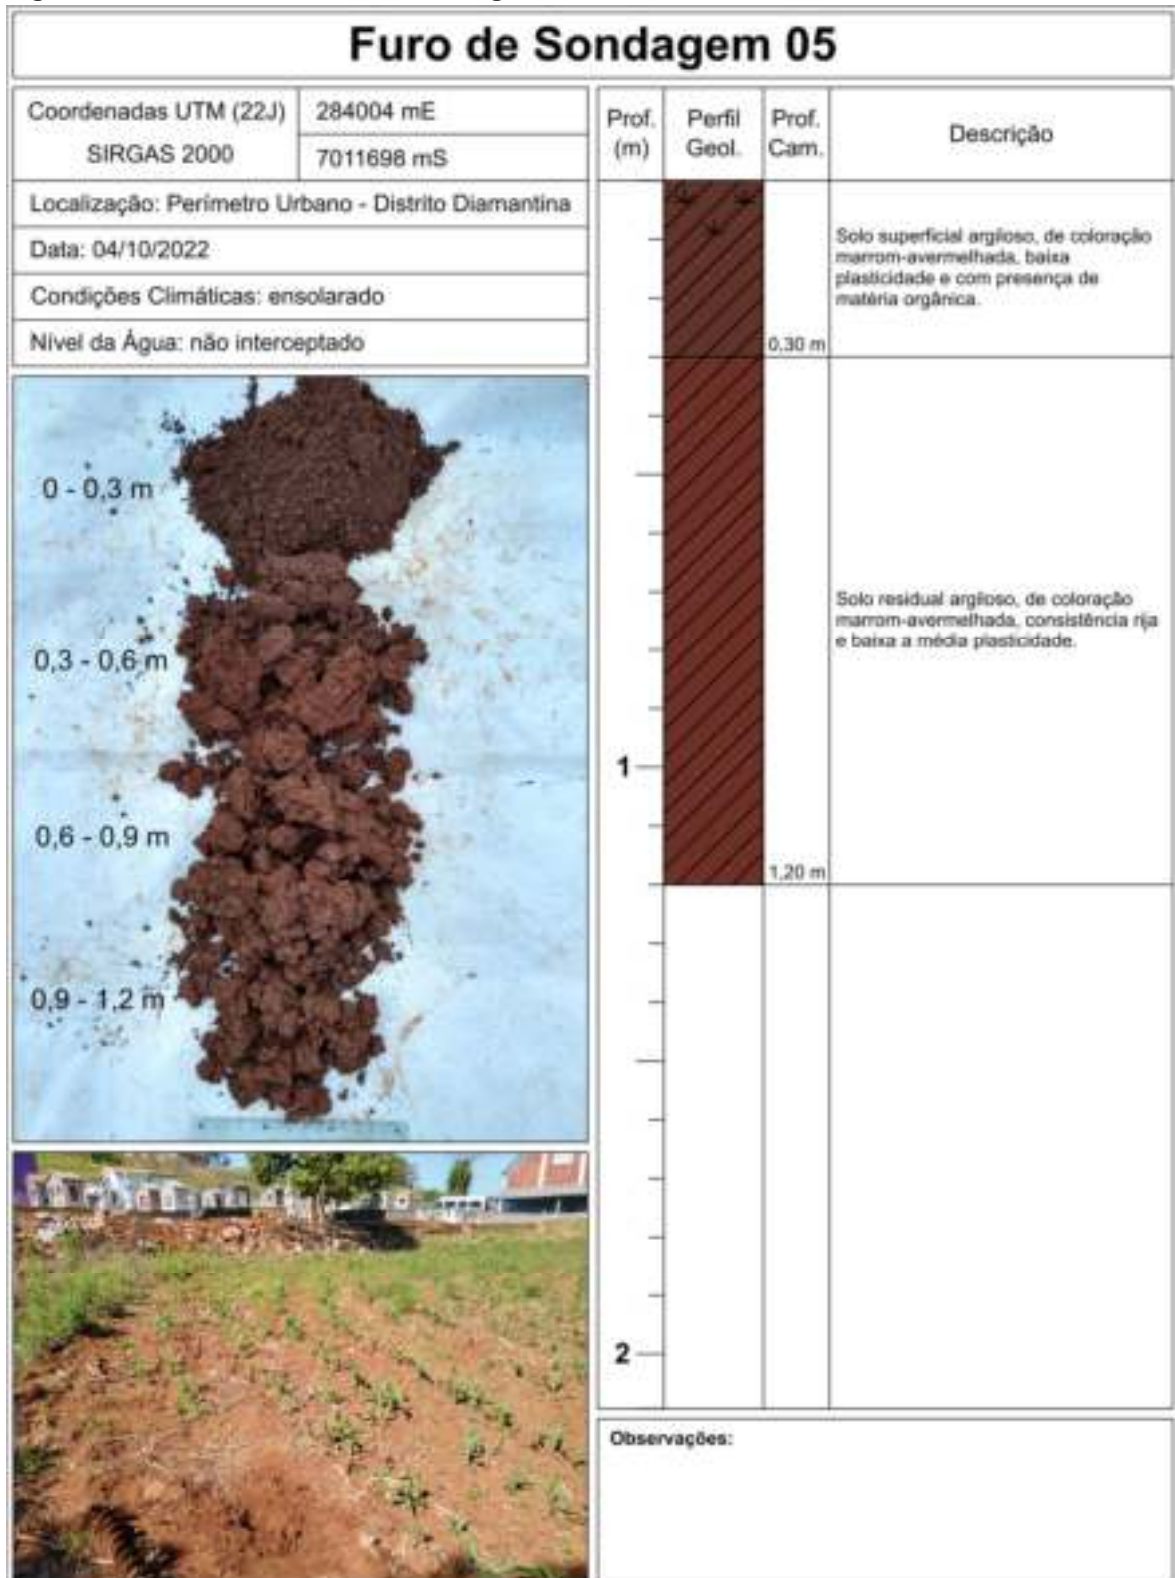 Furo de Sondagem 05
Coordenadas UTM (22J)
SIRGAS 2000
284004 mE
7011698 mS
Localização: Perímetro Urbano - Distrito Diamantina
Data: 04/10/2022
Condições Climáticas: ensolarado
Nível da Água: não interceptado
0 - 0,3 m
0,3 - 0,6 m
0,6 - 0,9 m
0,9 - 1,2 m
Prof.
(m)
Perfil
Geol.
Prof.
Cam.
Descrição
Solo superficial argiloso, de coloração
marrom-avermelhada, baixa
plasticidade e com presença de
matéria orgânica.
0,30 m
Solo residual argiloso, de coloração
marrom-avermelhada, consistência rija
e baixa a média plasticidade.
1
1,20 m
2
Observações: